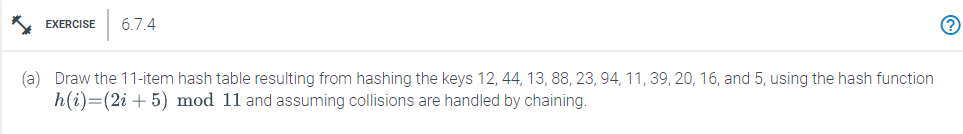 EXERCISE 6.7.4
(a) Draw the 11-item hash table resulting from hashing the keys 12, 44, 13, 88, 23, 94, 11, 39, 20, 16, and 5, using the hash function
h(i)=(2i + 5) mod 11 and assuming collisions are handled by chaining.